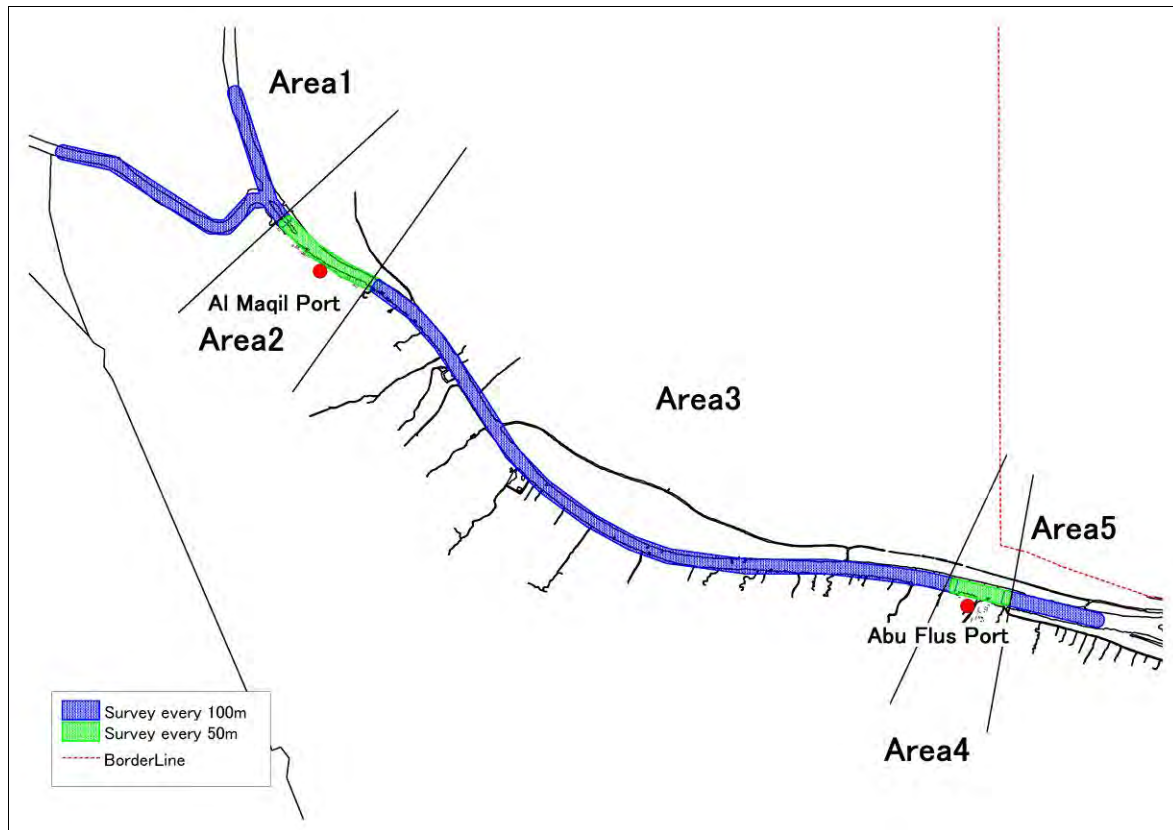 Area1
Al Maqil Port
Area2
Area3
Area5
Abu Flus Port
Area4
Survey every 100m
Survey every 50m
BorderLine